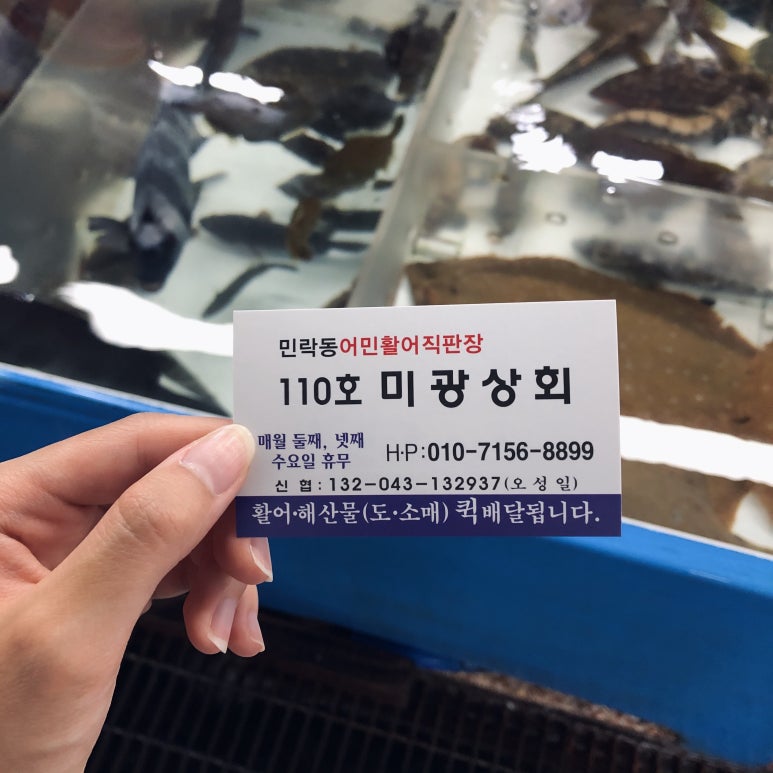 민락동어민활어직판장
110호 미광상회
매월 둘째, 넷째
수요일 휴무
H·P:010-7156-8899
신 협 : 132-043-132937(오성일)
활어·해산물(도·소매) 퀵배달됩니다.